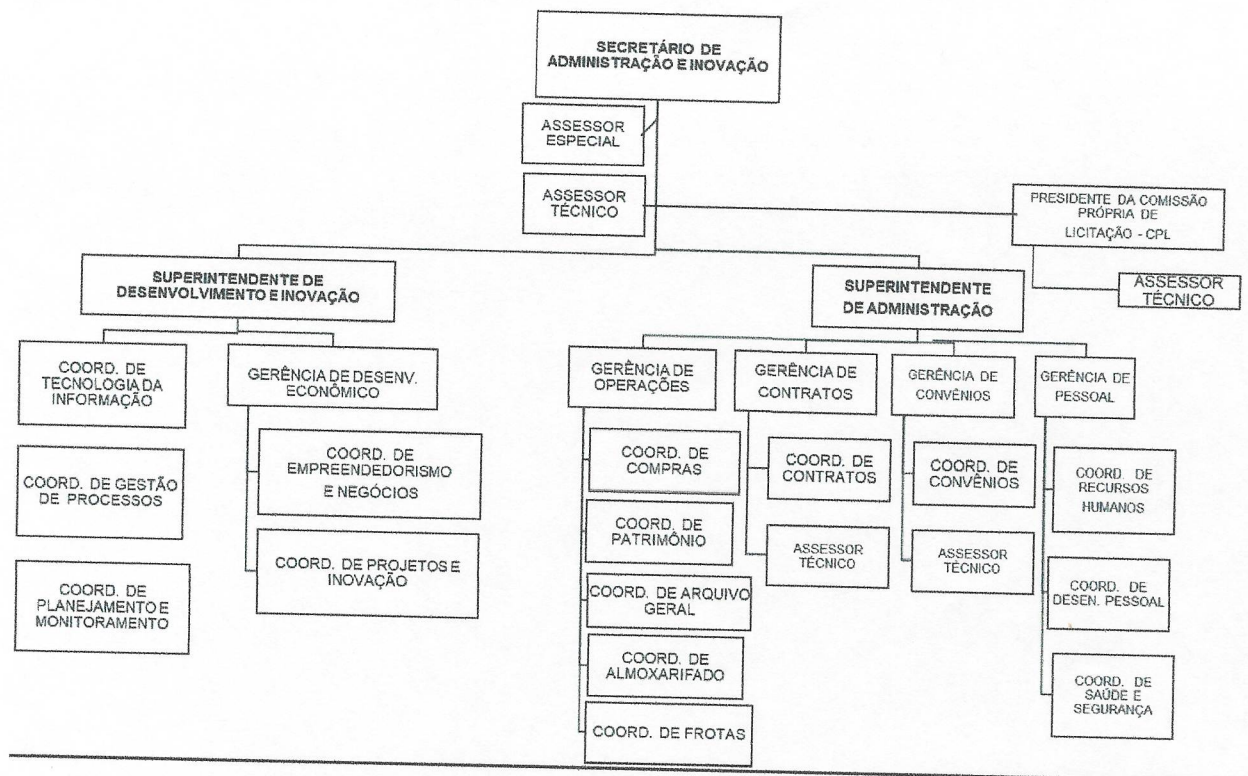 SECRETÁRIO DE
ADMINISTRAÇÃO E INOVAÇÃO
ASSESSOR
ESPECIAL
ASSESSOR
TÉCNICO
PRESIDENTE DA COMISSÃO
PRÓPRIA DE
LICITAÇÃO - CPL
ASSESSOR
TÉCNICO
SUPERINTENDENTE DE
DESENVOLVIMENTO E INOVAÇÃO
SUPERINTENDENTE
DE ADMINISTRAÇÃO
COORD. DE
TECNOLOGIA DA
INFORMAÇÃO
COORD. DE GESTÃO
DE PROCESSOS
COORD. DE
PLANEJAMENTO E
MONITORAMENTO
GERÊNCIA DE DESENV.
ECONÔMICO
COORD. DE
EMPREENDEDORISMO
E NEGÓCIOS
COORD. DE PROJETOS E
INOVAÇÃO
GERÊNCIA DE
OPERAÇÕES
COORD. DE
COMPRAS
COORD. DE
PATRIMÔNIO
COORD. DE ARQUIVO
GERAL
COORD. DE
ALMOXARIFADO
COORD. DE FROTAS
GERÊNCIA DE
CONTRATOS
COORD. DE
CONTRATOS
ASSESSOR
TÉCNICO
GERÊNCIA DE
CONVÊNIOS
COORD. DE
CONVÊNIOS
ASSESSOR
TÉCNICO
GERÊNCIA DE
PESSOAL
COORD. DE
RECURSOS
HUMANOS
COORD. DE
DESEN. PESSOAL
COORD. DE
SAÚDE E
SEGURANÇA